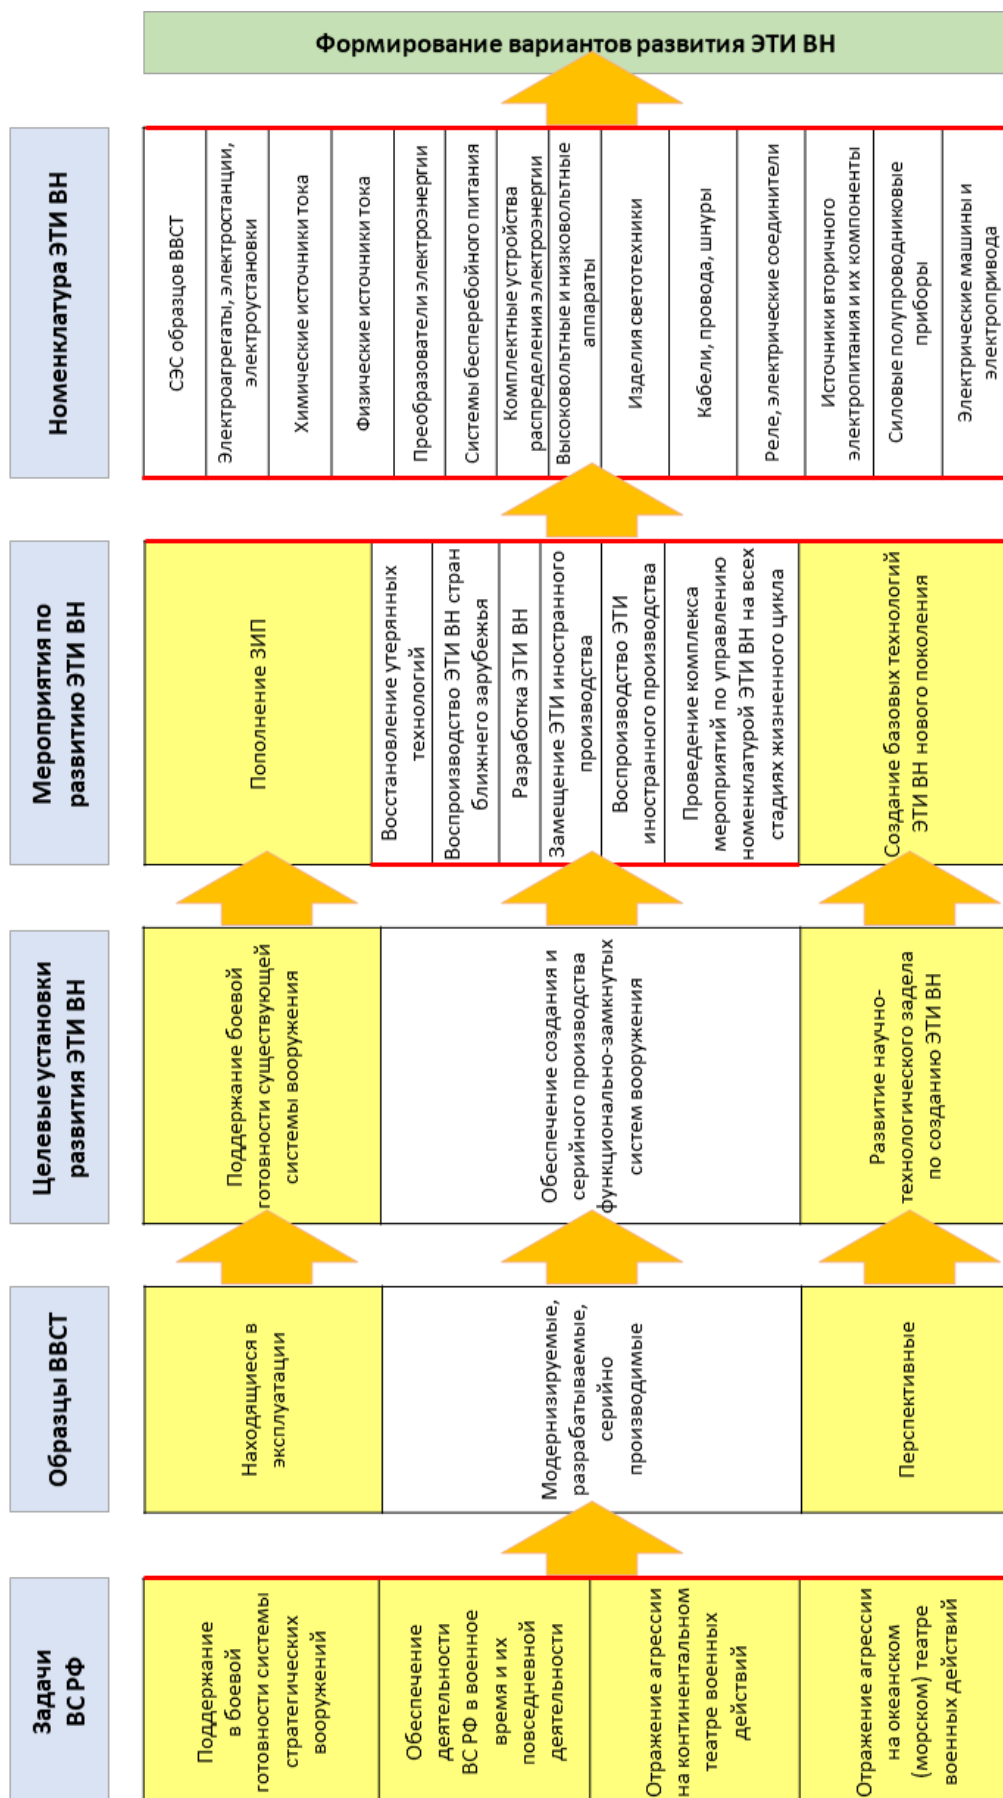 Формирование вариантов развития ЭТИ ВН
Номенклатура ЭТИ ВН
СЭС образцов ВВСТ
Электроагрегаты, электростанции,
электроустановки
Химические источники тока
Физические источники тока
Преобразователи электроэнергии
Системы бесперебойного питания
Комплектные устройства
распределения электроэнергии
Высоковольтные и низковольтные
аппараты
Изделия светотехники
Кабели, провода, шнуры
Реле, электрические соединители
Источники вторичного
электропитания и их компоненты
Силовые полупроводниковые
приборы
Электрические машины и
электропривода
Мероприятия по
развитию ЭТИ ВН
Пополнение ЗИП
Восстановление утерянных
технологий
Воспроизводство ЭТИ ВН стран
ближнего зарубежья
Разработка ЭТИ ВН
Замещение ЭТИ иностранного
производства
Воспроизводство ЭТИ
иностранного производства
Проведение комплекса
мероприятий по управлению
номенклатурой ЭТИ ВН на всех
стадиях жизненного цикла
Создание базовых технологий
ЭТИ ВН нового поколения
Целевые установки
развития ЭТИ ВН
Поддержание боевой
готовности существующей
системы вооружения
Обеспечение создания и
серийного производства
функционально-замкнутых
систем вооружения
Развитие научно-
технологического задела
по созданию ЭТИ ВН
Образцы ВВСТ
Находящиеся в
эксплуатации
Модернизируемые,
разрабатываемые,
серийно
производимые
Перспективные
Задачи
ВС РФ
Поддержание
в боевой
готовности системы
стратегических
вооружений
Обеспечение
деятельности
ВС РФ в военное
время и их
повседневной
деятельности
Отражение агрессии
на континентальном
театре военных
действий
Отражение агрессии
на океанском
(морском) театре
военных действий